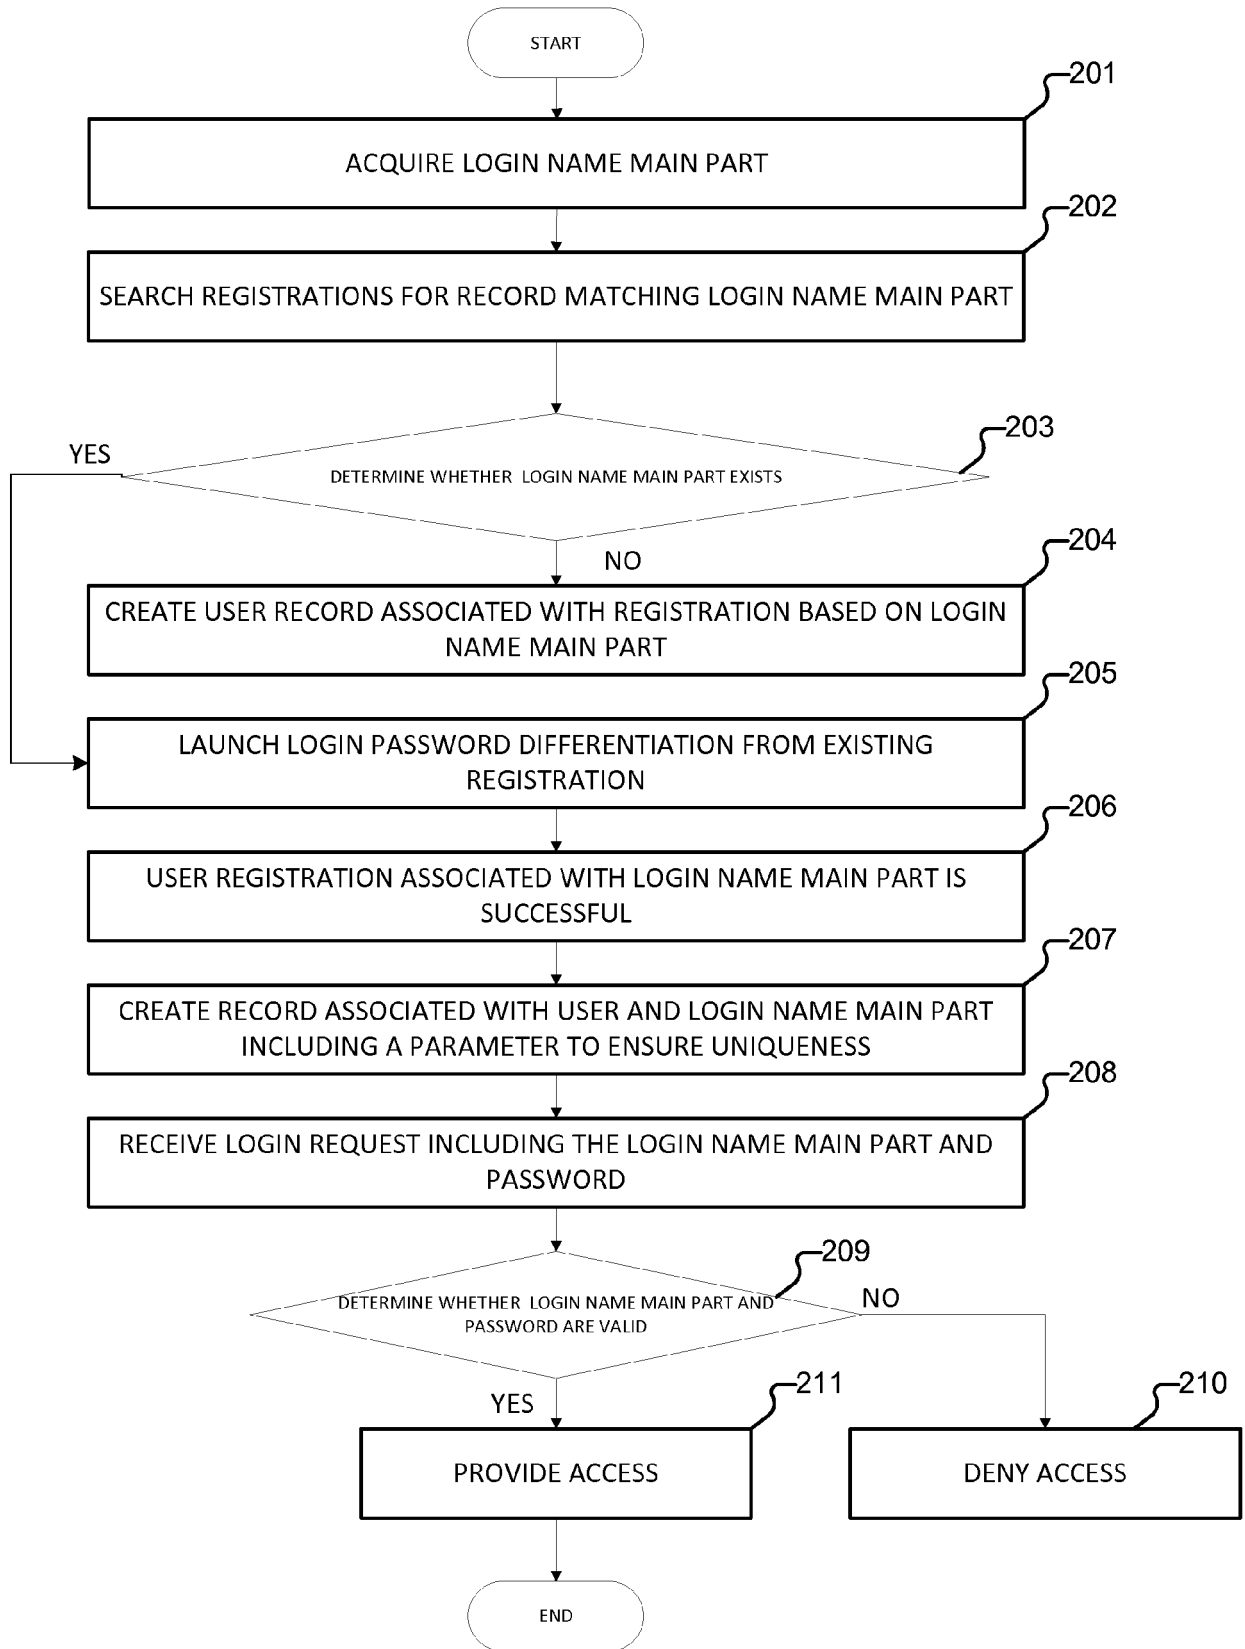 START
201
ACQUIRE LOGIN NAME MAIN PART
202
SEARCH REGISTRATIONS FOR RECORD MATCHING LOGIN NAME MAIN PART
203
YES
DETERMINE WHETHER LOGIN NAME MAIN PART EXISTS
NO
204
CREATE USER RECORD ASSOCIATED WITH REGISTRATION BASED ON LOGIN
NAME MAIN PART
205
LAUNCH LOGIN PASSWORD DIFFERENTIATION FROM EXISTING
REGISTRATION
206
USER REGISTRATION ASSOCIATED WITH LOGIN NAME MAIN PART IS
SUCCESSFUL
207
CREATE RECORD ASSOCIATED WITH USER AND LOGIN NAME MAIN PART
INCLUDING A PARAMETER TO ENSURE UNIQUENESS
208
RECEIVE LOGIN REQUEST INCLUDING THE LOGIN NAME MAIN PART AND
PASSWORD
209
DETERMINE WHETHER LOGIN NAME MAIN PART AND
PASSWORD ARE VALID
NO
YES
211
210
PROVIDE ACCESS
DENY ACCESS
END